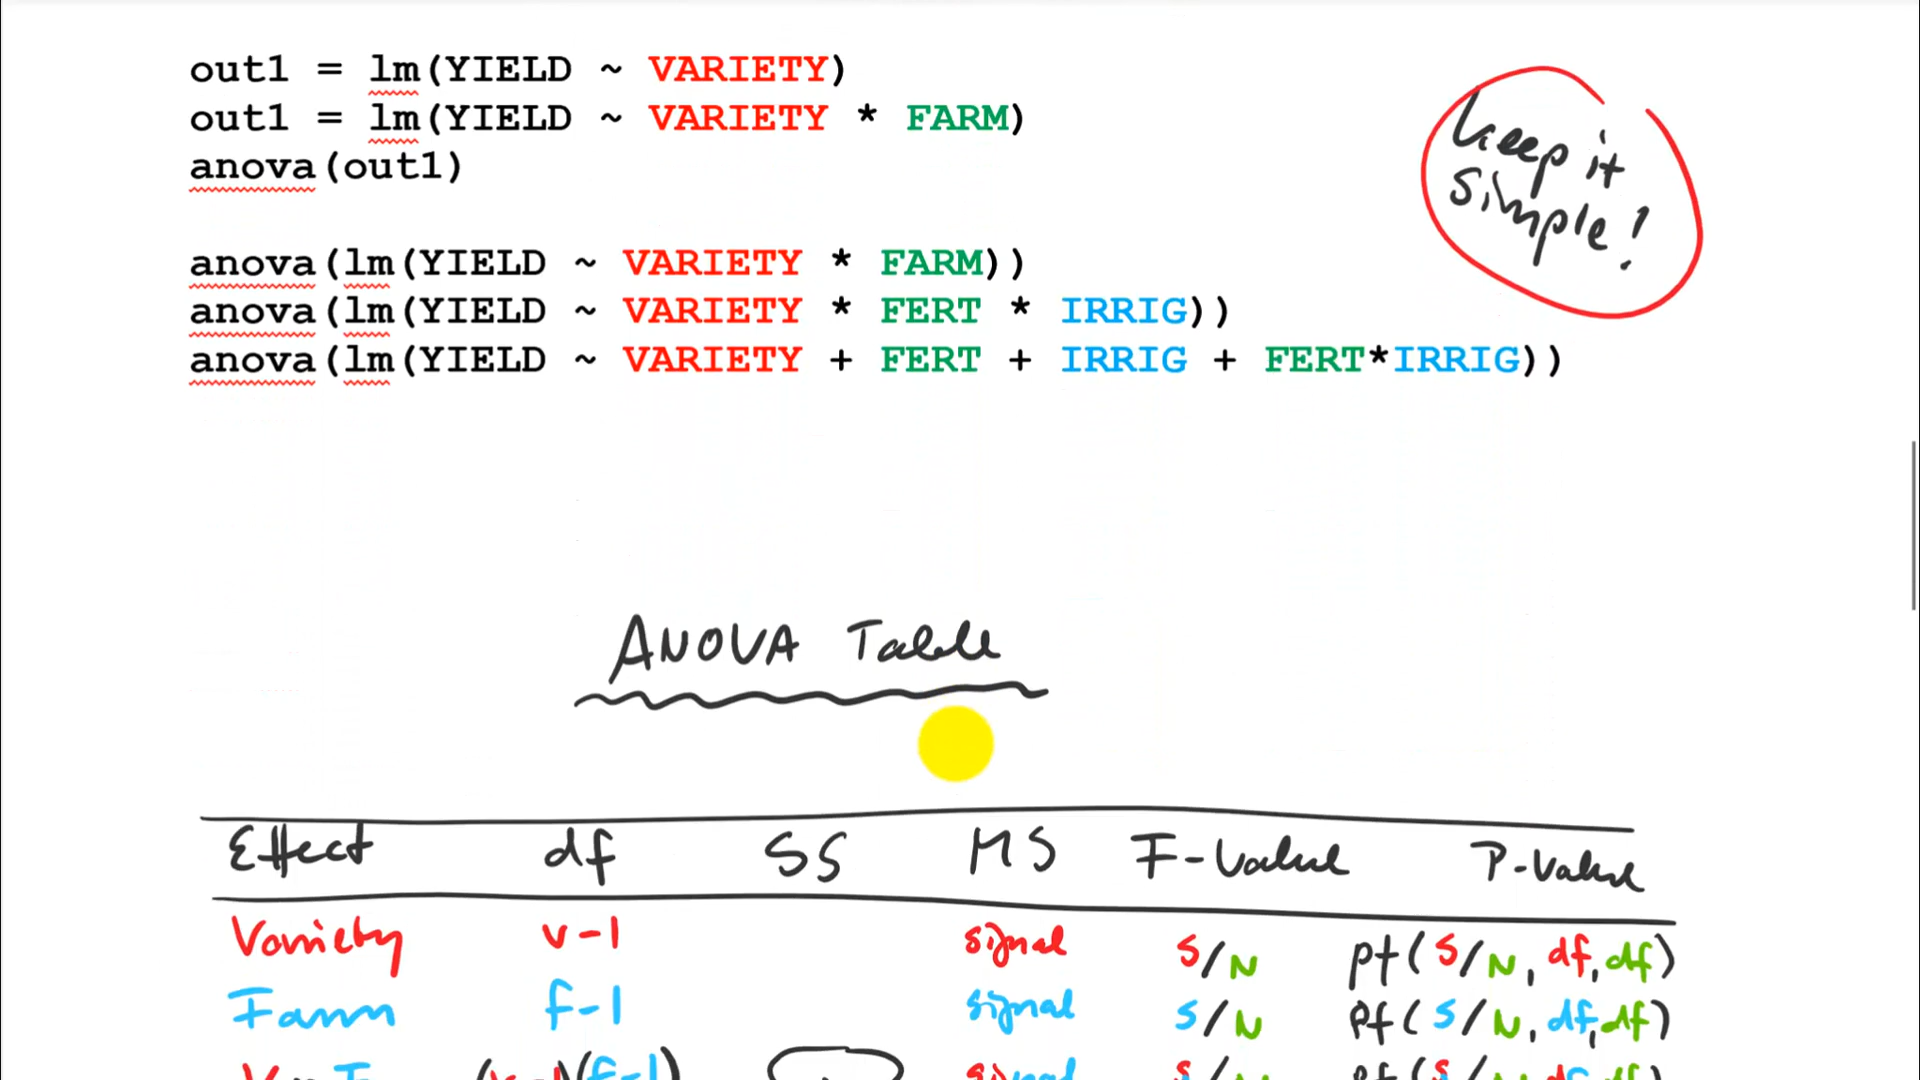 out1 = lm(YIELD ~ VARIETY)
out1 = lm(YIELD ~ VARIETY * FARM)
anova(out1)
keep it
simple!
anova(lm(YIELD ~ VARIETY * FARM))
anova(lm(YIELD ~ VARIETY * FERT * IRRIG))
anova(lm(YIELD ~ VARIETY + FERT + IRRIG + FERT*IRRIG))
ANOVA Table
Effect df SS MS F-Value P-Value
Variety v-1 signal S/N pf(S/N, df, df)
Farm f-1 signal S/N pf(S/N, df, df)
(v-1)(f-1)